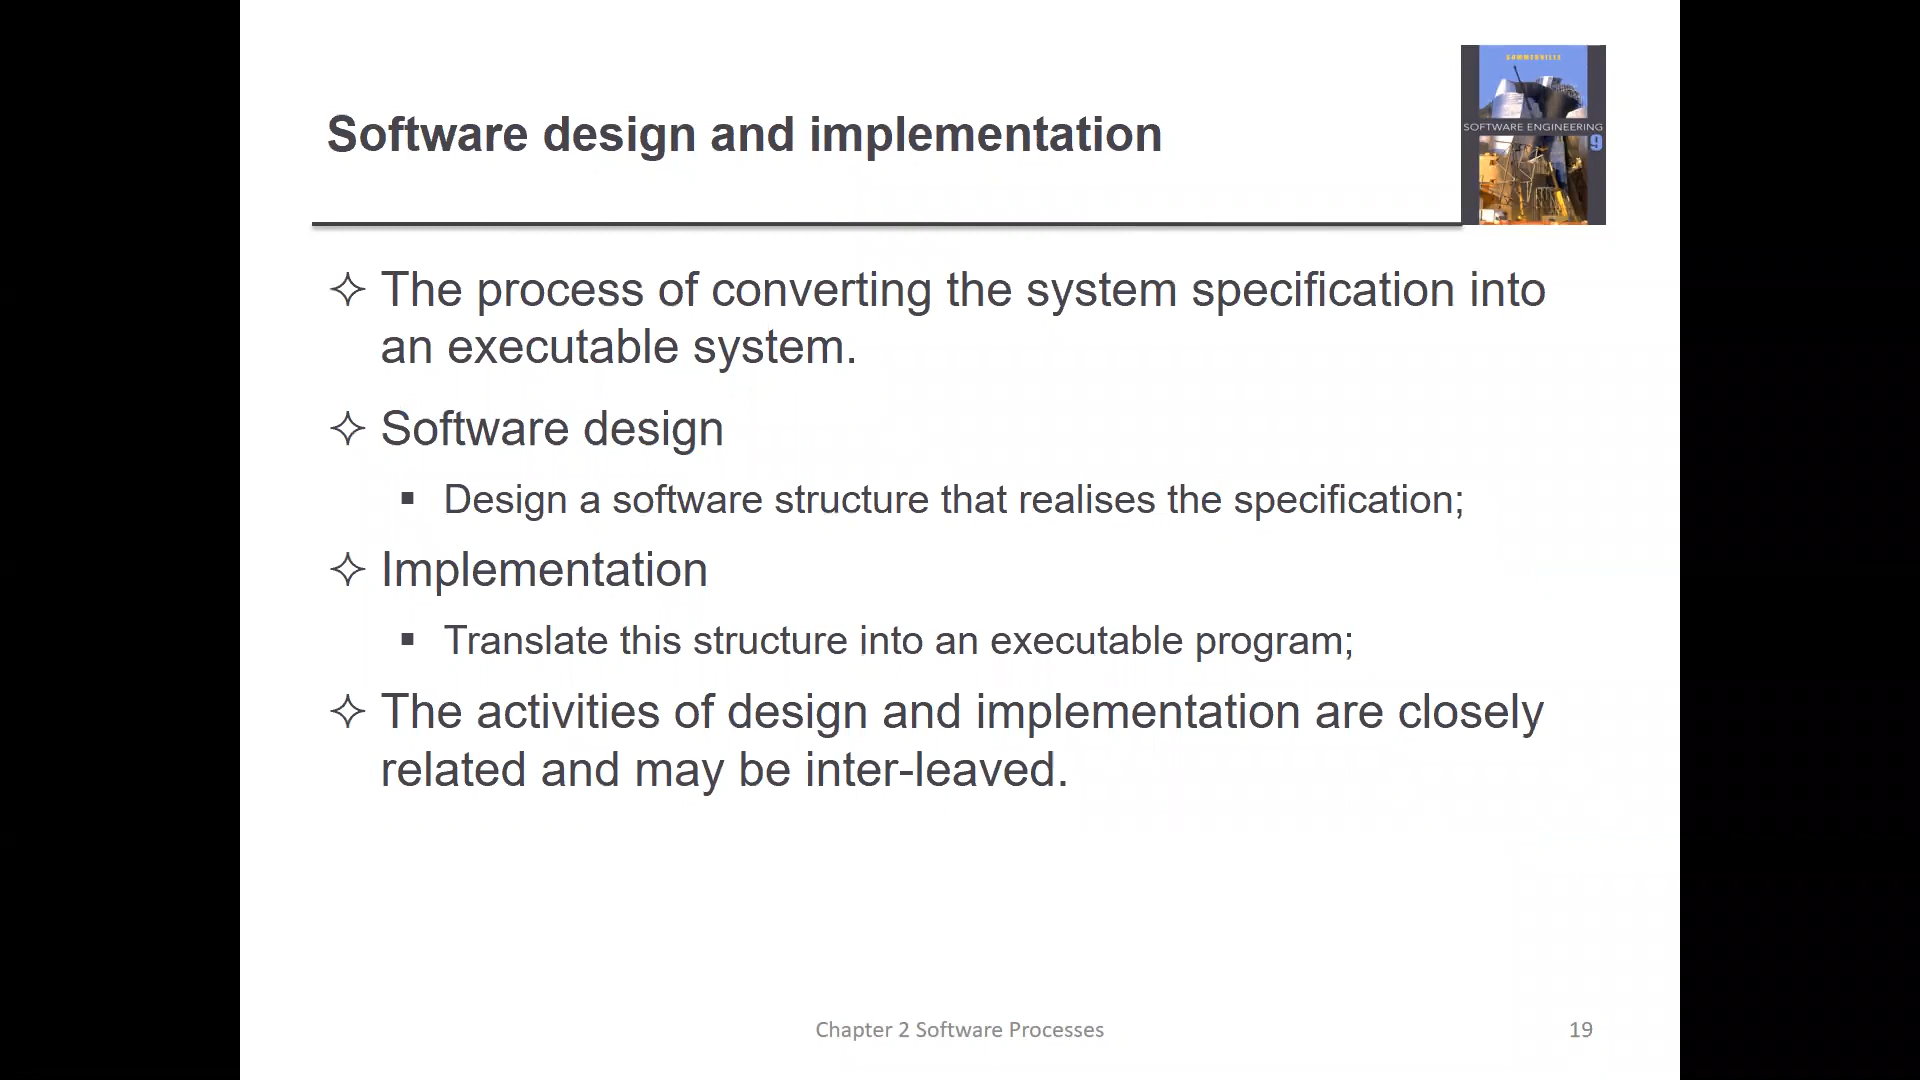 Software design and implementation
SOMMERVILLE
SOFTWARE ENGINEERING
9
The process of converting the system specification into
an executable system.
Software design
Design a software structure that realises the specification;
Implementation
Translate this structure into an executable program;
The activities of design and implementation are closely
related and may be inter-leaved.
Chapter 2 Software Processes
19